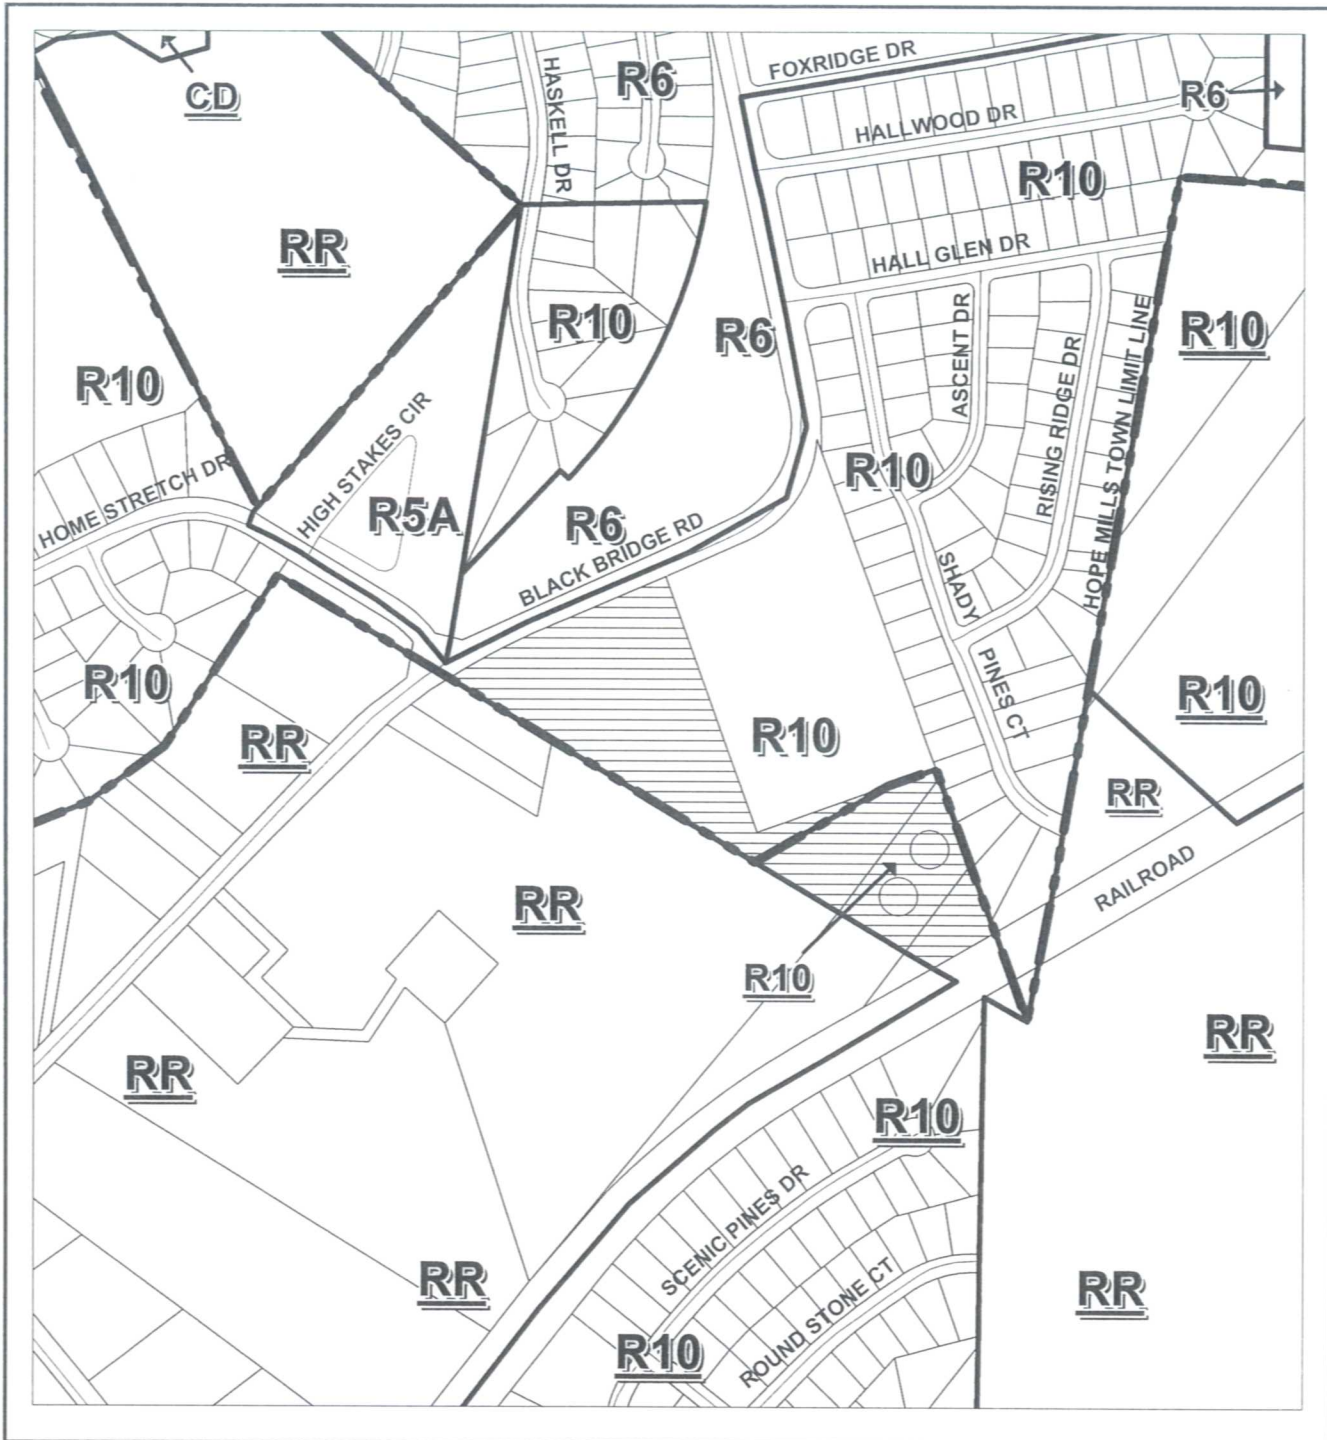 FOXRIDGE DR
R6
HASKELL DR
CD
R6
HALLWOOD DR
R10
RR
HALL GLEN DR
R10
R6
R10
ASCENT DR
RISING RIDGE DR
HOPE MILLS TOWN LIMIT LINE
R10
HIGH STAKES CIR
R10
HOME STRETCH DR
R5A
R6
BLACK BRIDGE RD
SHADY
PINES CT
R10
R10
RR
R10
RR
RAILROAD
RR
R10
RR
RR
R10
SCENIC PINES DR
RR
RR
ROUND STONE CT
R10